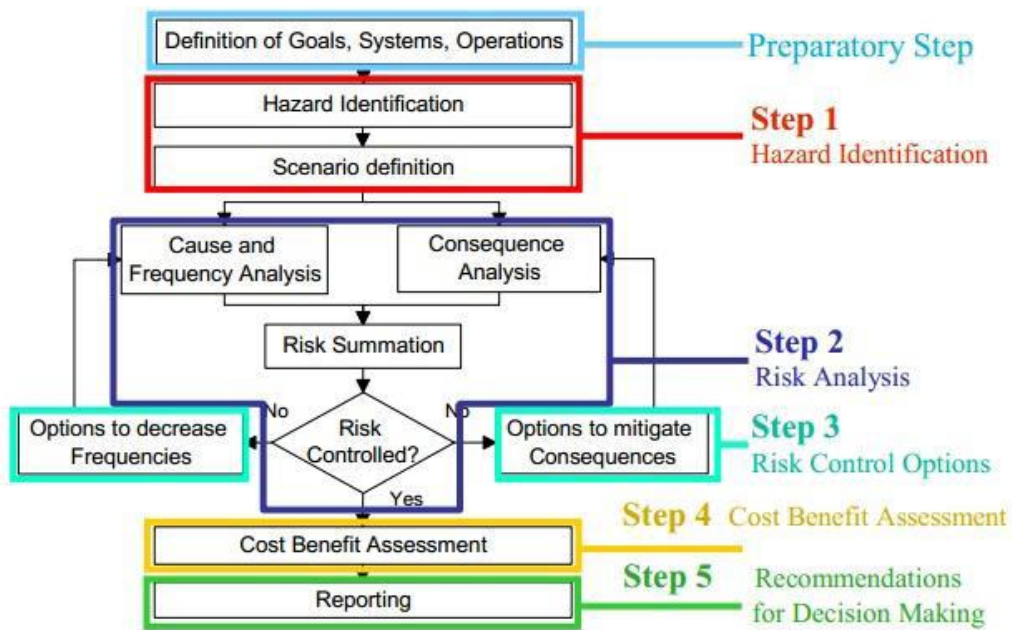 Definition of Goals, Systems, Operations
Preparatory Step
Hazard Identification
Step 1
Hazard Identification
Scenario definition
Cause and
Frequency Analysis
Consequence
Analysis
Risk Summation
Step 2
Risk Analysis
No
No
Options to decrease
Frequencies
Risk
Controlled?
Options to mitigate
Consequences
Step 3
Risk Control Options
Yes
Step 4 Cost Benefit Assessment
Cost Benefit Assessment
Step 5 Recommendations
for Decision Making
Reporting